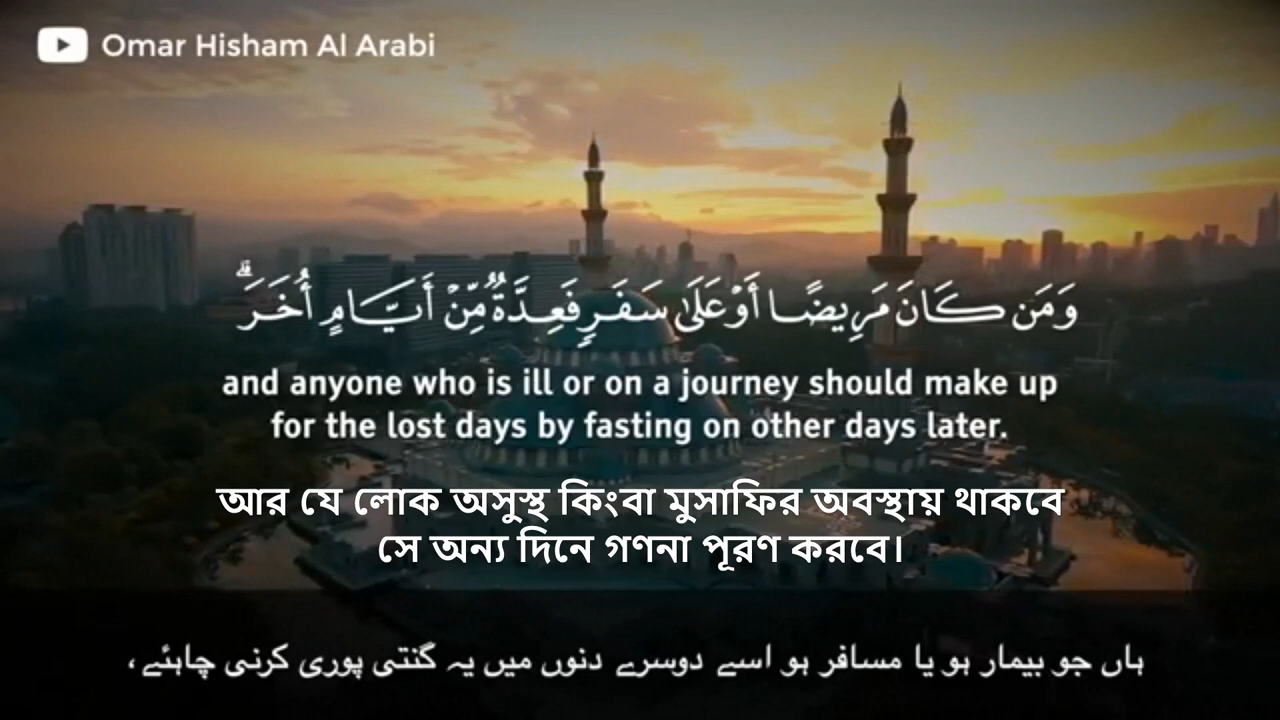 Omar Hisham Al Arabi
وَمَن كَانَ مَرِيضًا أَوْ عَلَىٰ سَفَرٍ فَعِدَّةٌ مِّنْ أَيَّامٍ أُخَرَ ۗ
and anyone who is ill or on a journey should make up
for the lost days by fasting on other days later.
আর যে লোক অসুস্থ কিংবা মুসাফির অবস্থায় থাকবে
সে অন্য দিনে গণনা পূরণ করবে।
ہاں جو بیمار ہو یا مسافر ہو اسے دوسرے دنوں میں یہ گنتی پوری کرنی چاہئے،